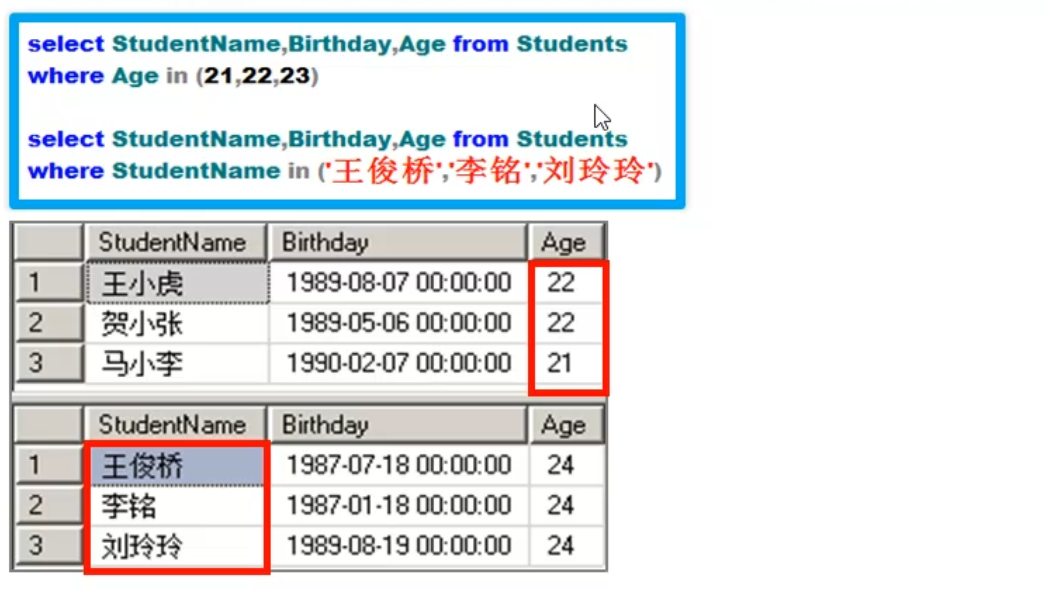 select StudentName,Birthday,Age from Students
where Age in (21,22,23)
select StudentName,Birthday,Age from Students
where StudentName in ('王俊桥','李铭','刘玲玲')
StudentName Birthday Age
1 王小虎 1989-08-07 00:00:00 22
2 贺小张 1989-05-06 00:00:00 22
3 马小李 1990-02-07 00:00:00 21
StudentName Birthday Age
1 王俊桥 1987-07-18 00:00:00 24
2 李铭 1987-01-18 00:00:00 24
3 刘玲玲 1989-08-19 00:00:00 24